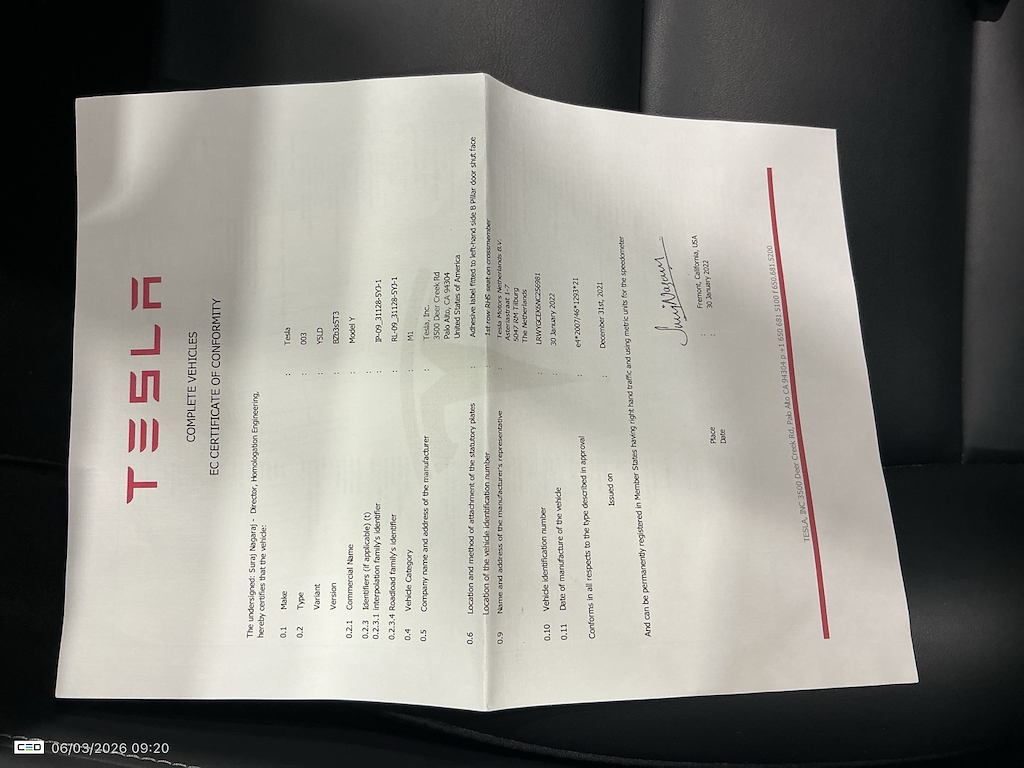 TESLA
COMPLETE VEHICLES
EC CERTIFICATE OF CONFORMITY
The undersigned: Suraj Nagaraj - Director, Homologation Engineering,
hereby certifies that the vehicle:
0.1 Make : Tesla
0.2 Type : 003
Variant : Y5LD
Version :
0.2.1 Commercial Name : Model Y
0.2.3 Identifiers (if applicable) (t) :
0.2.3.1 Interpolation family's identifier : IP-09_31128-5YJ-1
0.2.3.4 Roadload family's identifier : RL-09_31128-5YJ-1
0.4 Vehicle Category : M1
0.5 Company name and address of the manufacturer : Tesla, Inc.
3500 Deer Creek Rd
Palo Alto, CA 94304
United States of America
0.6 Location and method of attachment of the statutory plates : Adhesive label fitted to left-hand side B Pillar door shut face
Location of the vehicle identification number : 1st row RHS seat on crossmember
0.9 Name and address of the manufacturer's representative : Tesla Motors Netherlands B.V.
Asteriastraat 1-7
5047 RM Tilburg
The Netherlands
0.10 Vehicle identification number : LRWYGCEK6NC256981
0.11 Date of manufacture of the vehicle : 30 January 2022
Conforms in all respects to the type described in approval : e4*2007/46*1293*21
Issued on : December 31st, 2021
And can be permanently registered in Member States having right hand traffic and using metric units for the speedometer
Place : Fremont, California, USA
Date : 30 January 2022
TESLA, INC 3500 Deer Creek Rd, Palo Alto CA 94304 p +1 650 681 5100 f 650.681.5200
CEO 06/03/2026 09:20